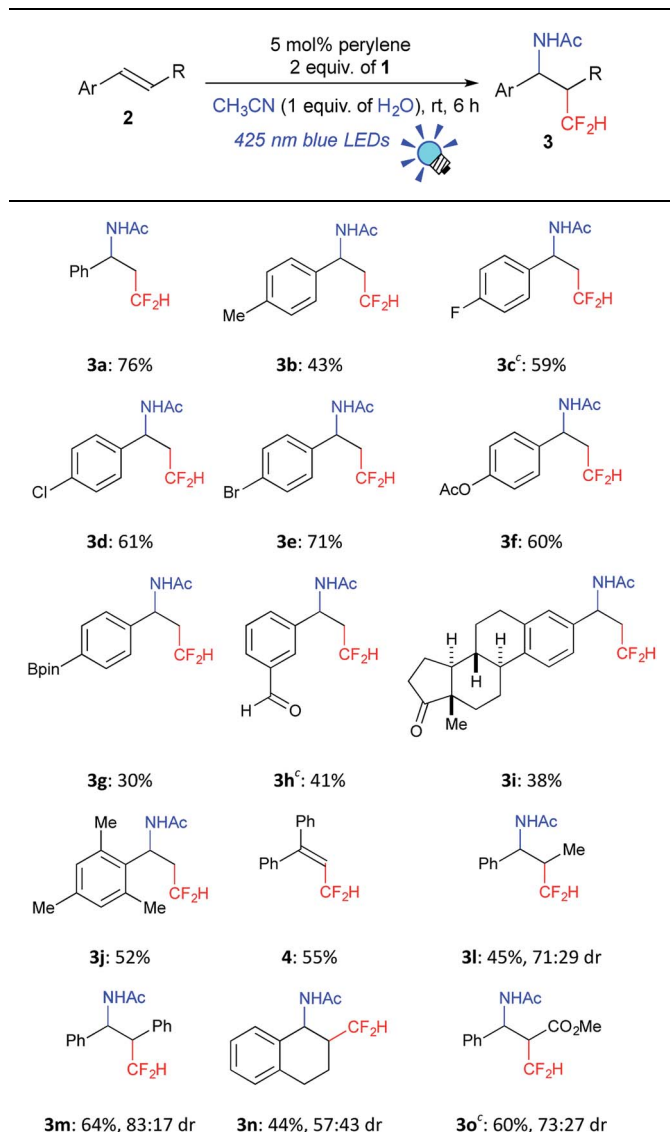 5 mol% perylene
2 equiv. of 1
CH₃CN (1 equiv. of H₂O), rt, 6 h
425 nm blue LEDs
Ar R
2
NHAc
Ar R
CF₂H
3
NHAc
Ph
CF₂H
3a: 76%
NHAc
Me
CF₂H
3b: 43%
NHAc
F
CF₂H
3cᶜ: 59%
NHAc
Cl
CF₂H
3d: 61%
NHAc
Br
CF₂H
3e: 71%
NHAc
AcO
CF₂H
3f: 60%
NHAc
Bpin
CF₂H
3g: 30%
NHAc
CF₂H
H O
3hᶜ: 41%
NHAc
CF₂H
H H
H
O Me
3i: 38%
Me NHAc
CF₂H
Me Me
3j: 52%
Ph
Ph
CF₂H
4: 55%
NHAc
Ph Me
CF₂H
3l: 45%, 71:29 dr
NHAc
Ph Ph
CF₂H
3m: 64%, 83:17 dr
NHAc
CF₂H
3n: 44%, 57:43 dr
NHAc
Ph CO₂Me
CF₂H
3oᶜ: 60%, 73:27 dr